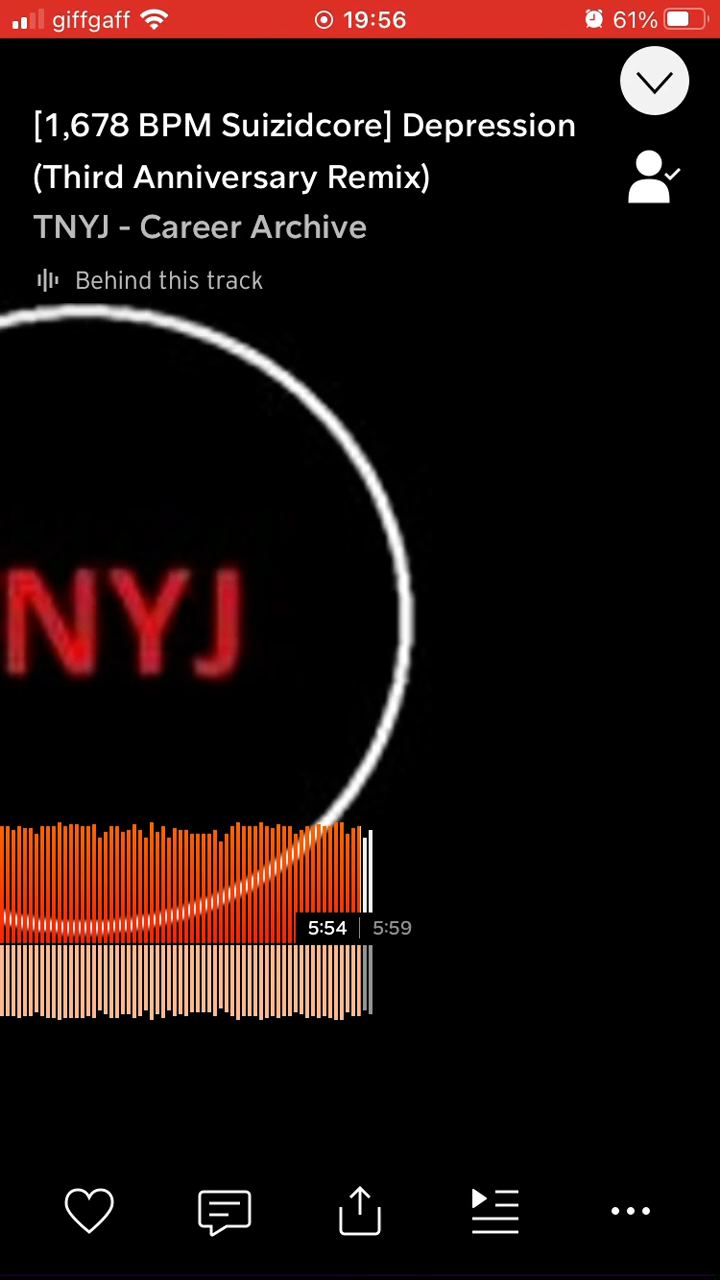 giffgaff 19:56 61%
[1,678 BPM Suizidcore] Depression
(Third Anniversary Remix)
TNYJ - Career Archive
Behind this track
NYJ
5:54 5:59